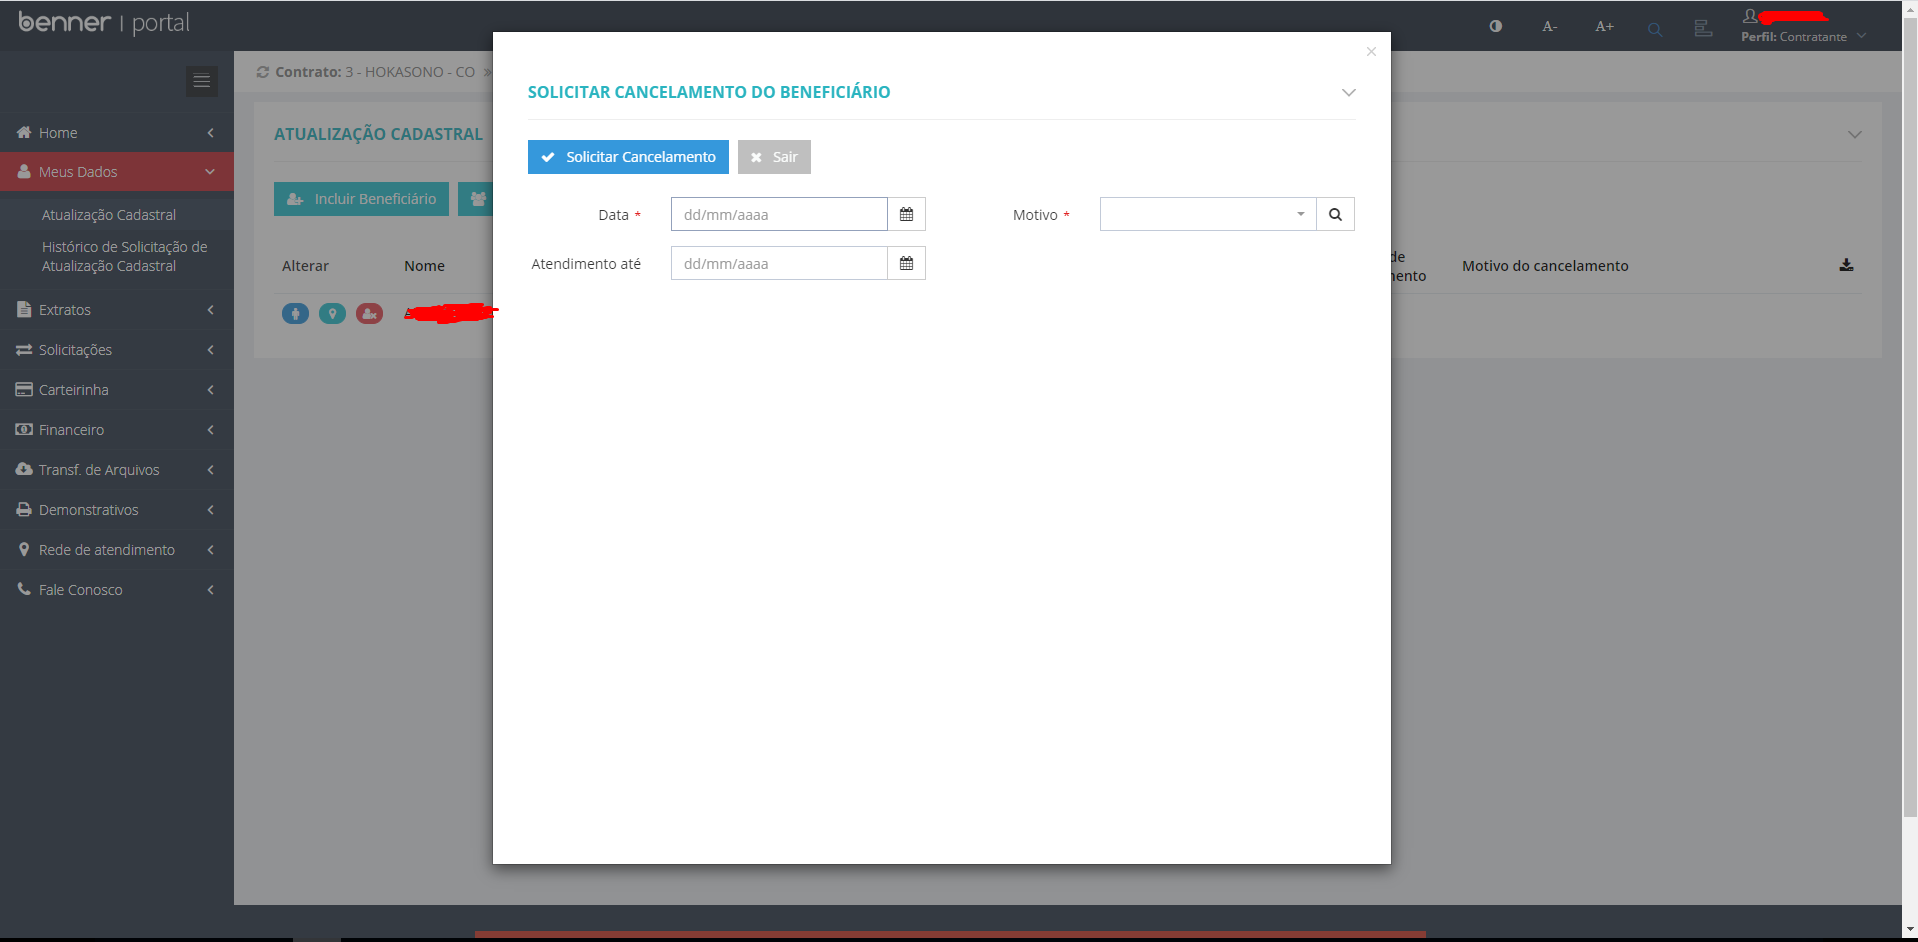 benner | portal
A-
A+
Perfil: Contratante
Contrato: 3 - HOKASONO - CO »
Home
Meus Dados
Atualização Cadastral
Histórico de Solicitação de
Atualização Cadastral
Extratos
Solicitações
Carteirinha
Financeiro
Transf. de Arquivos
Demonstrativos
Rede de atendimento
Fale Conosco
ATUALIZAÇÃO CADASTRAL
Incluir Beneficiário
Alterar
Nome
de
Motivo do cancelamento
×
SOLICITAR CANCELAMENTO DO BENEFICIÁRIO
Solicitar Cancelamento
Sair
Data *
dd/mm/aaaa
Motivo *
Atendimento até
dd/mm/aaaa